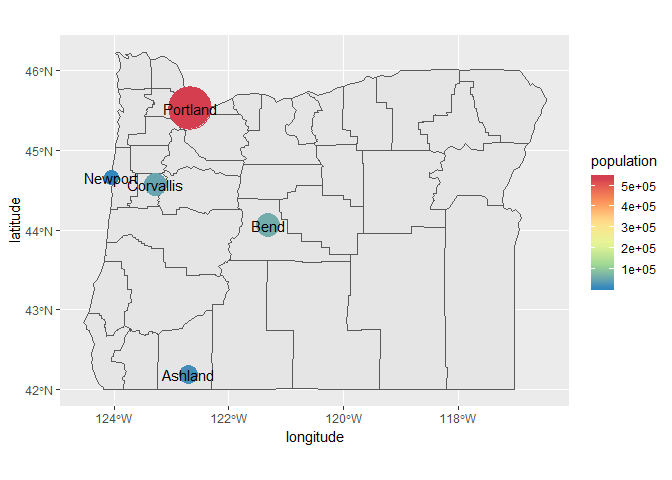 46°N
45°N
44°N
43°N
42°N
latitude
Portland
Newport
Corvallis
Bend
Ashland
124°W
122°W
120°W
118°W
longitude
population
5e+05
4e+05
3e+05
2e+05
1e+05